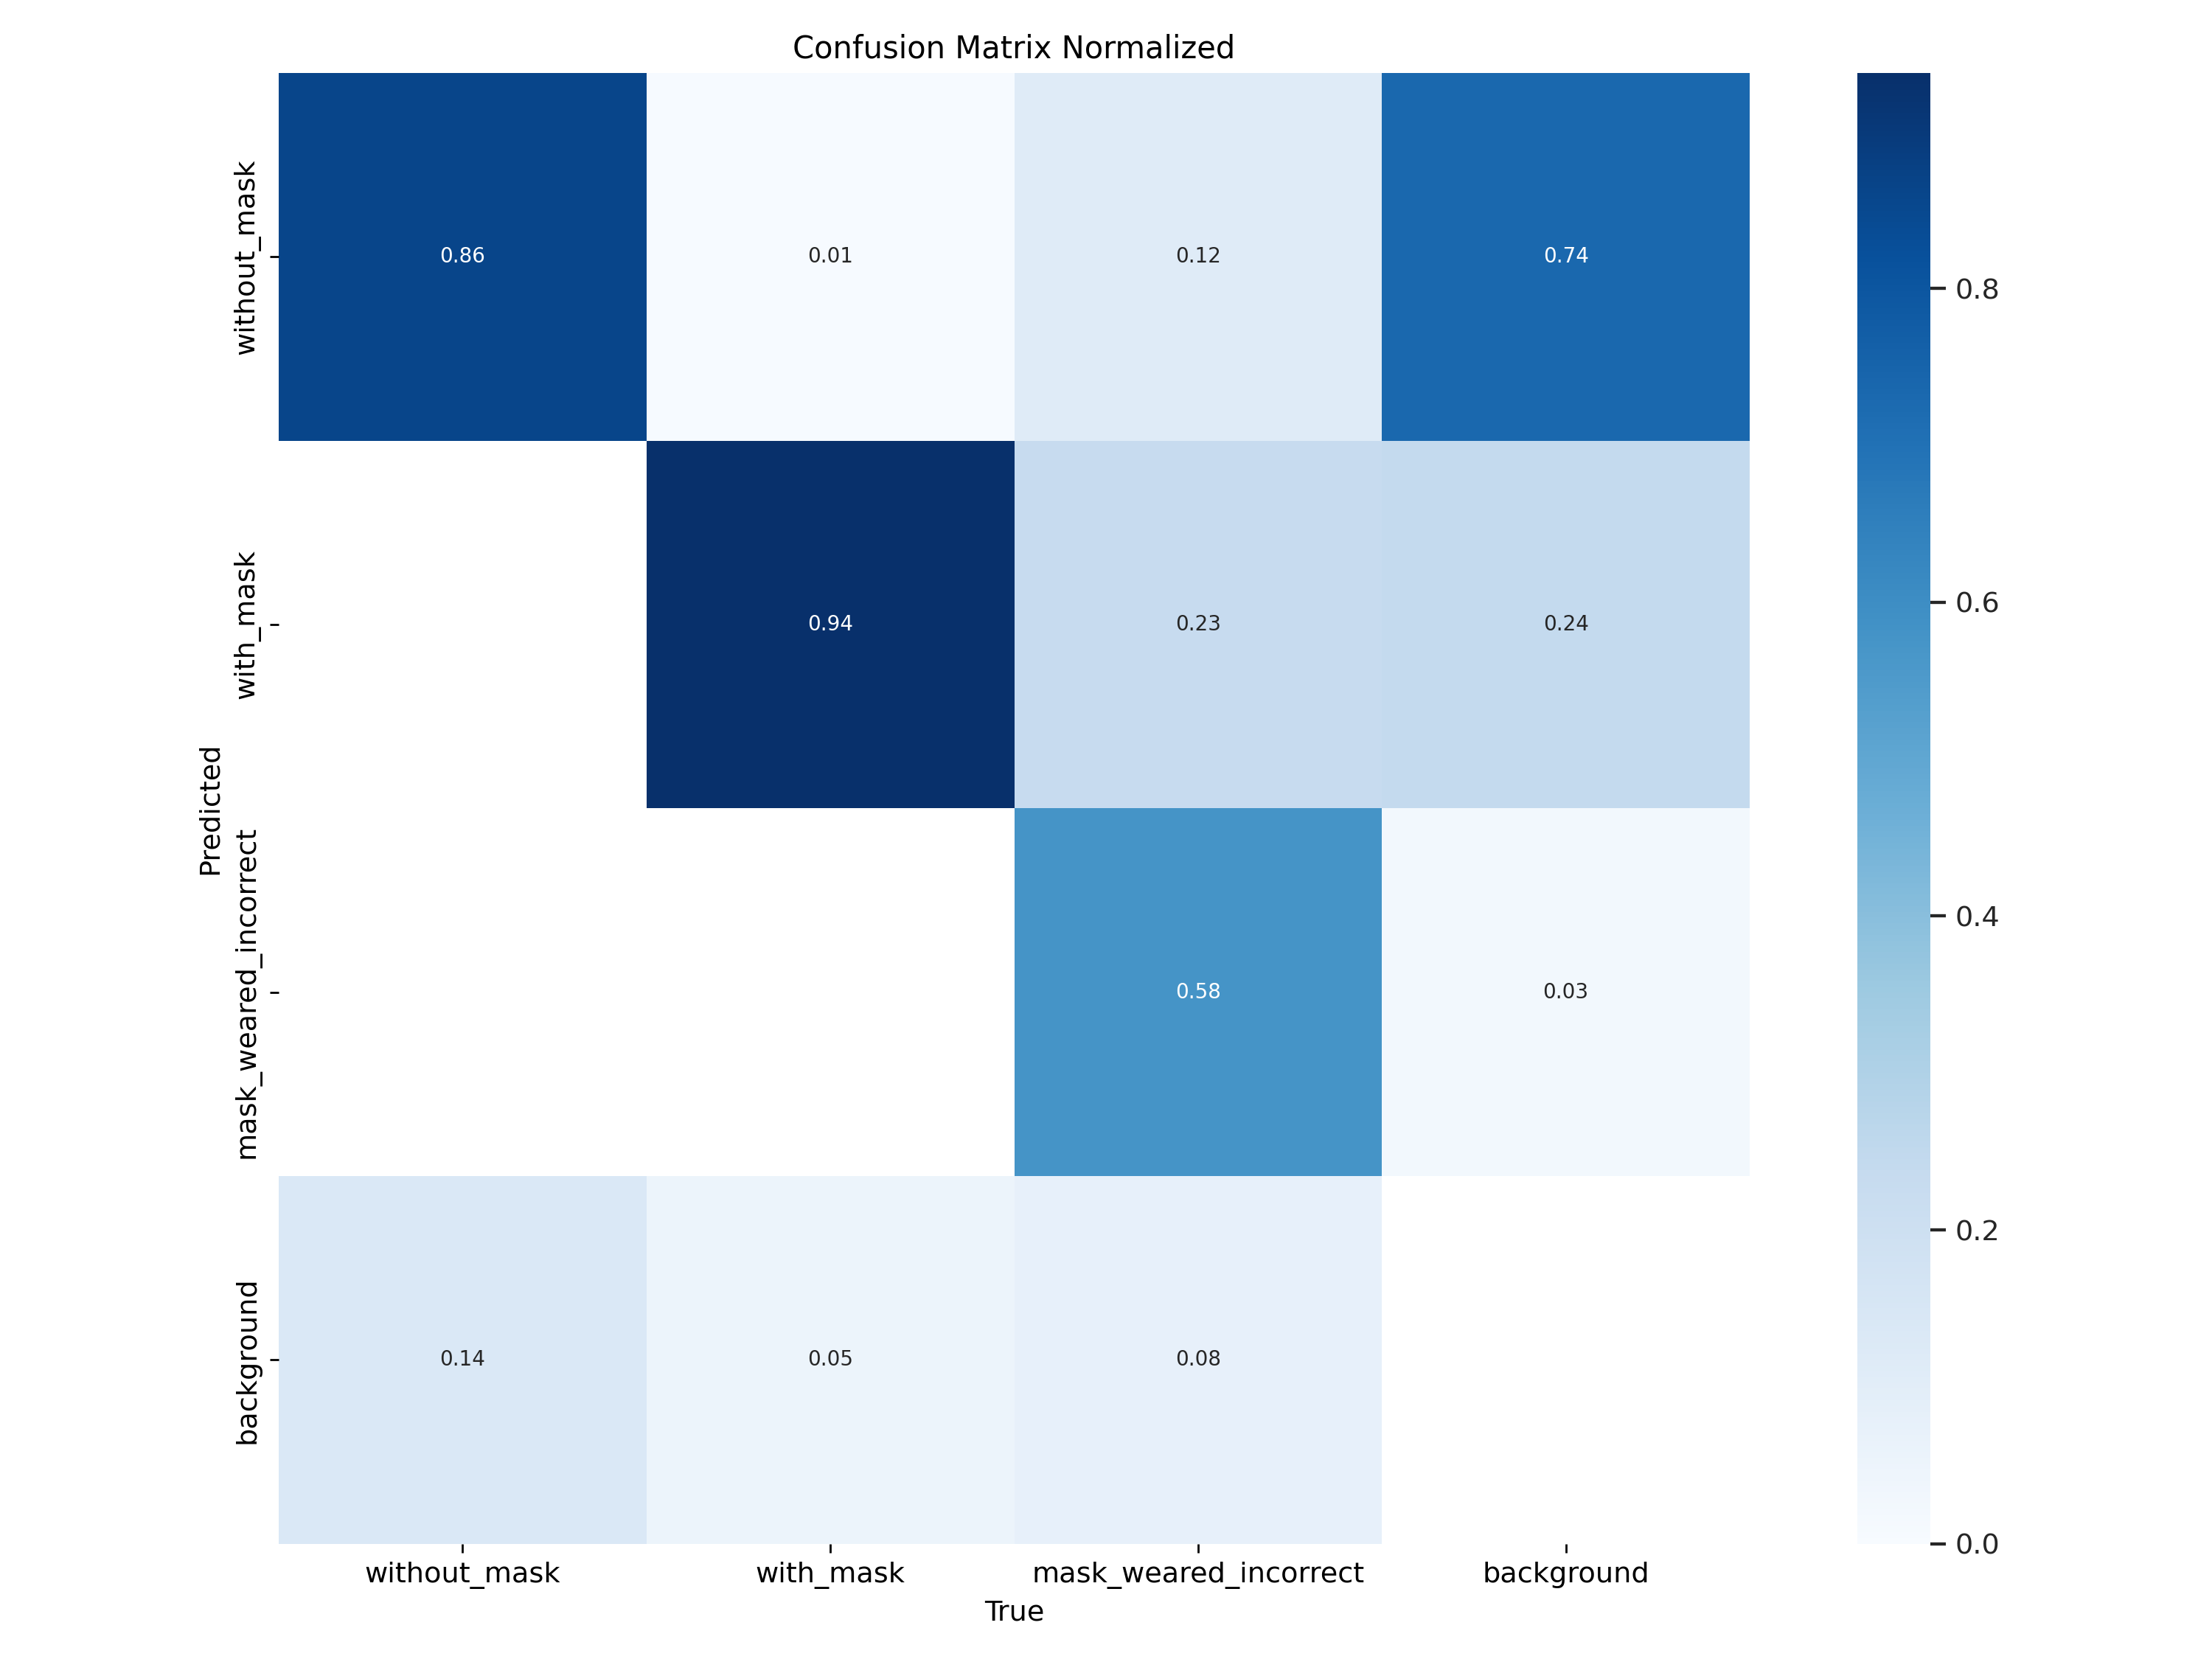 Confusion Matrix Normalized
without_mask
0.86
0.01
0.12
0.74
with_mask
0.94
0.23
0.24
mask_weared_incorrect
0.58
0.03
background
0.14
0.05
0.08
Predicted
without_mask
with_mask
mask_weared_incorrect
background
True
0.8
0.6
0.4
0.2
0.0